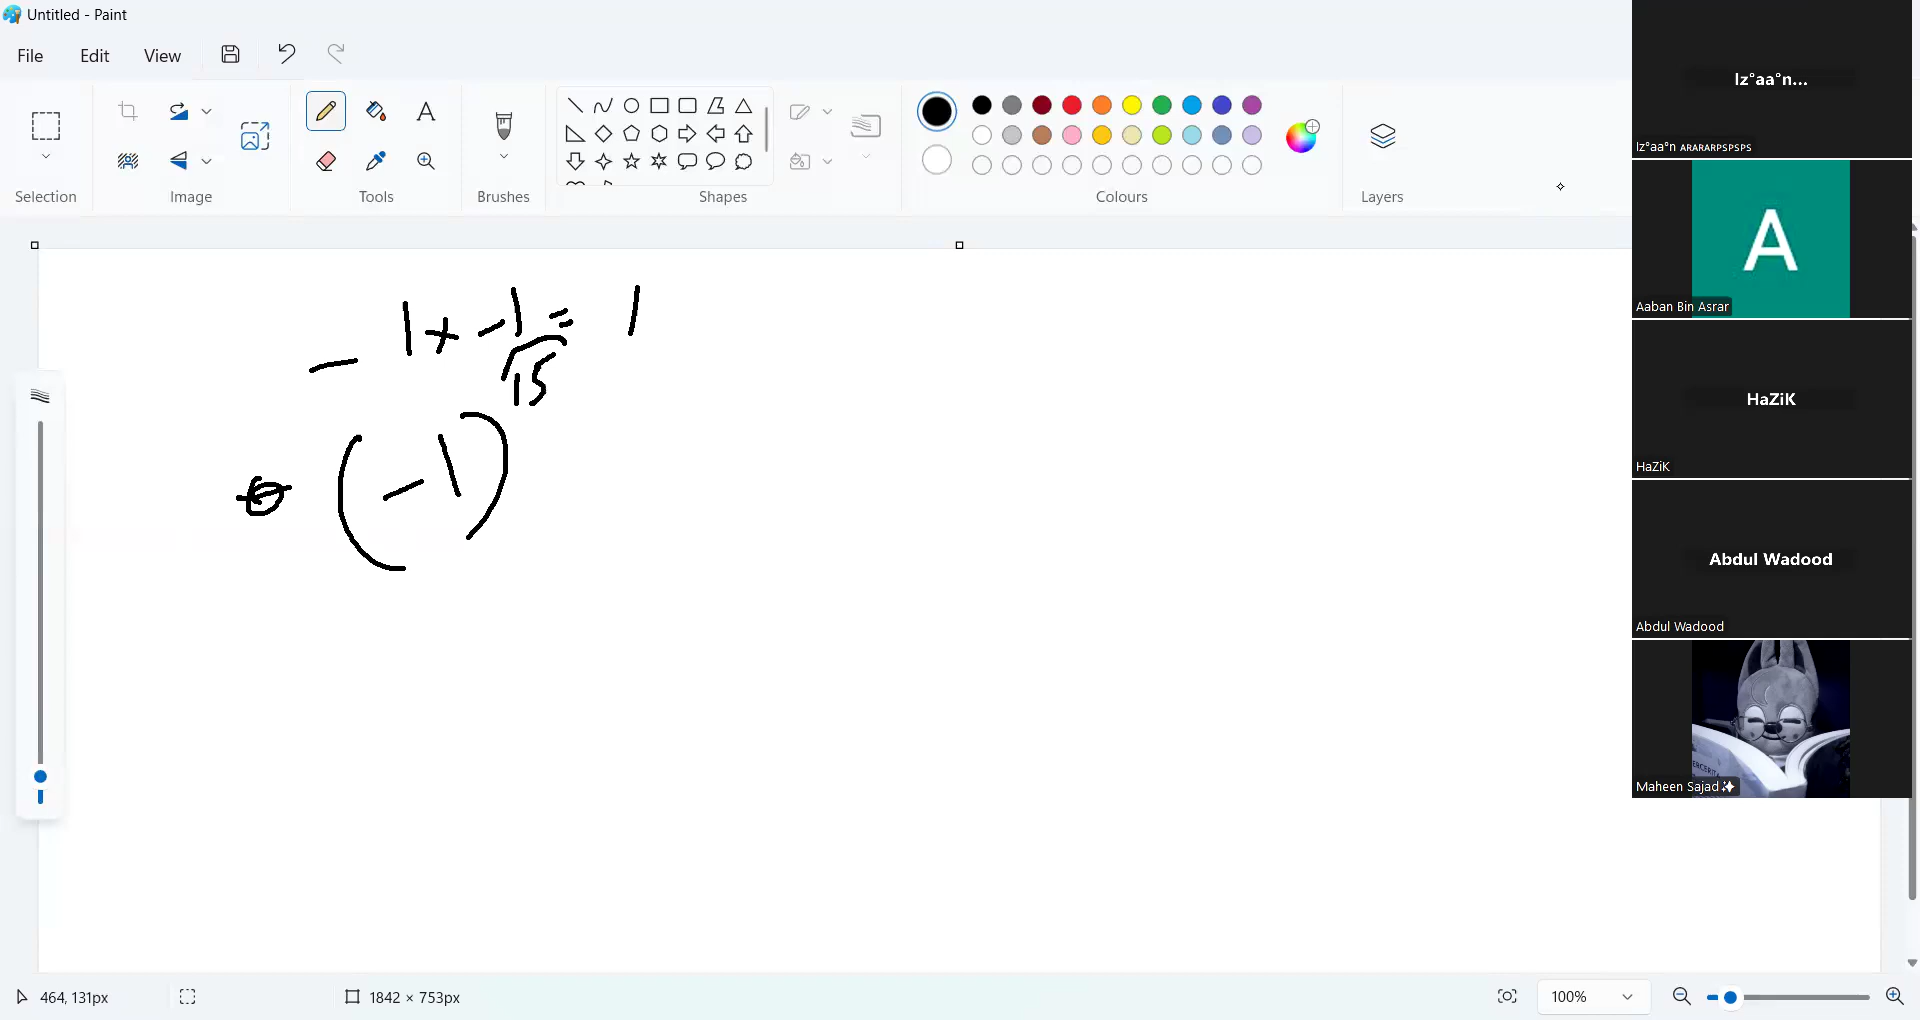 Untitled - Paint
File Edit View
Selection Image Tools Brushes Shapes Colours Layers
- 1 + -1 = 1
15
(-1)
Iz°aa°n...
Iz°aa°n ᴀʀᴀʀᴀʀᴘsᴘsᴘs
A
Aaban Bin Asrar
HaZiK
HaZiK
Abdul Wadood
Abdul Wadood
Maheen Sajad✨
464, 131px 1842 × 753px 100%